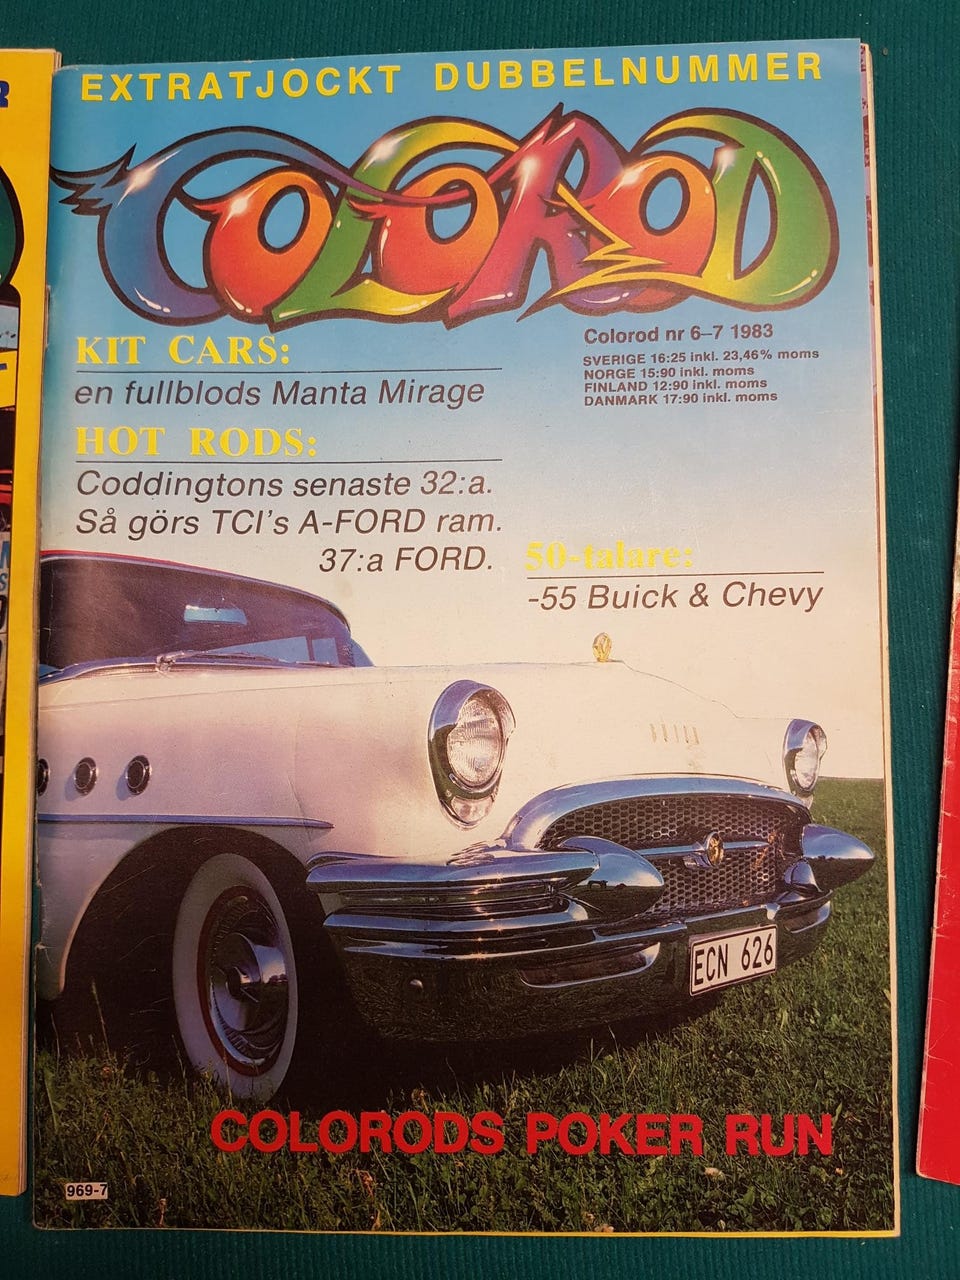 EXTRATJOCKT DUBBELNUMMER
COLOROD
KIT CARS:
en fullblods Manta Mirage
HOT RODS:
Coddingtons senaste 32:a.
Så görs TCI's A-FORD ram.
37:a FORD.
Colorod nr 6–7 1983
SVERIGE 16:25 inkl. 23,46% moms
NORGE 15:90 inkl. moms
FINLAND 12:90 inkl. moms
DANMARK 17:90 inkl. moms
50-talare:
-55 Buick & Chevy
ECN 626
COLORODS POKER RUN
969-7